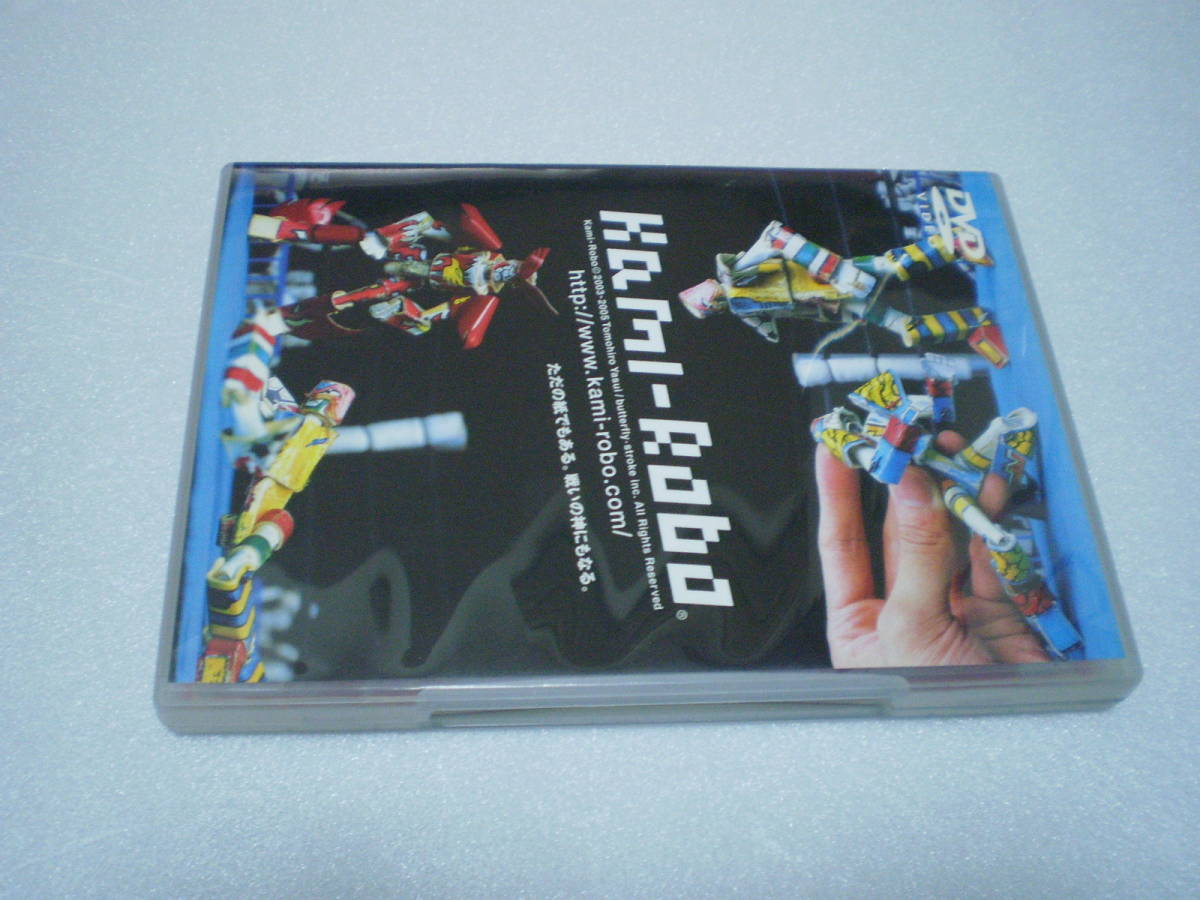 DVD
VIDEO
Kami-Robo®
Kami-Robo©2003-2005 Tomohiro Yasui/butterfly·stroke inc. All Rights Reserved
http://www.kami-robo.com/
ただの紙でもある。戦いの神にもなる。